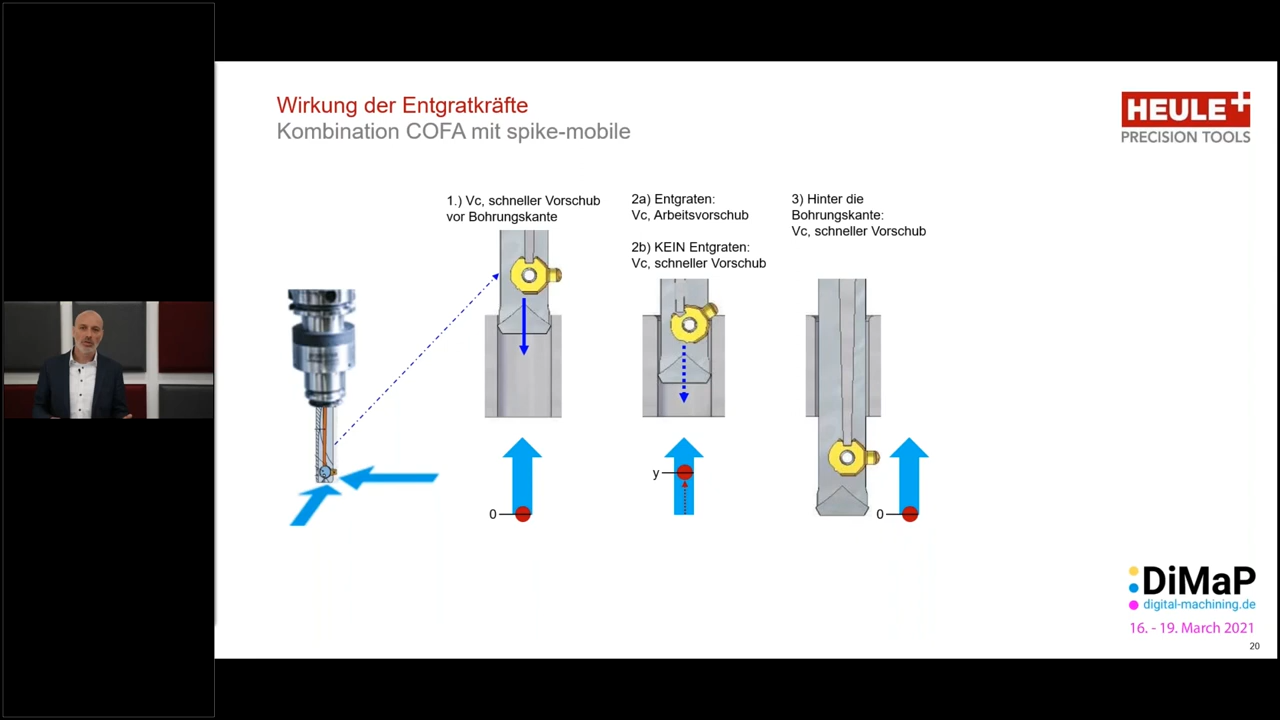 Wirkung der Entgratkräfte
Kombination COFA mit spike-mobile
HEULE+
PRECISION TOOLS
1.) Vc, schneller Vorschub
vor Bohrungskante
2a) Entgraten:
Vc, Arbeitsvorschub
2b) KEIN Entgraten:
Vc, schneller Vorschub
3) Hinter die
Bohrungskante:
Vc, schneller Vorschub
0
y
0
DiMaP
digital-machining.de
16. - 19. March 2021
20